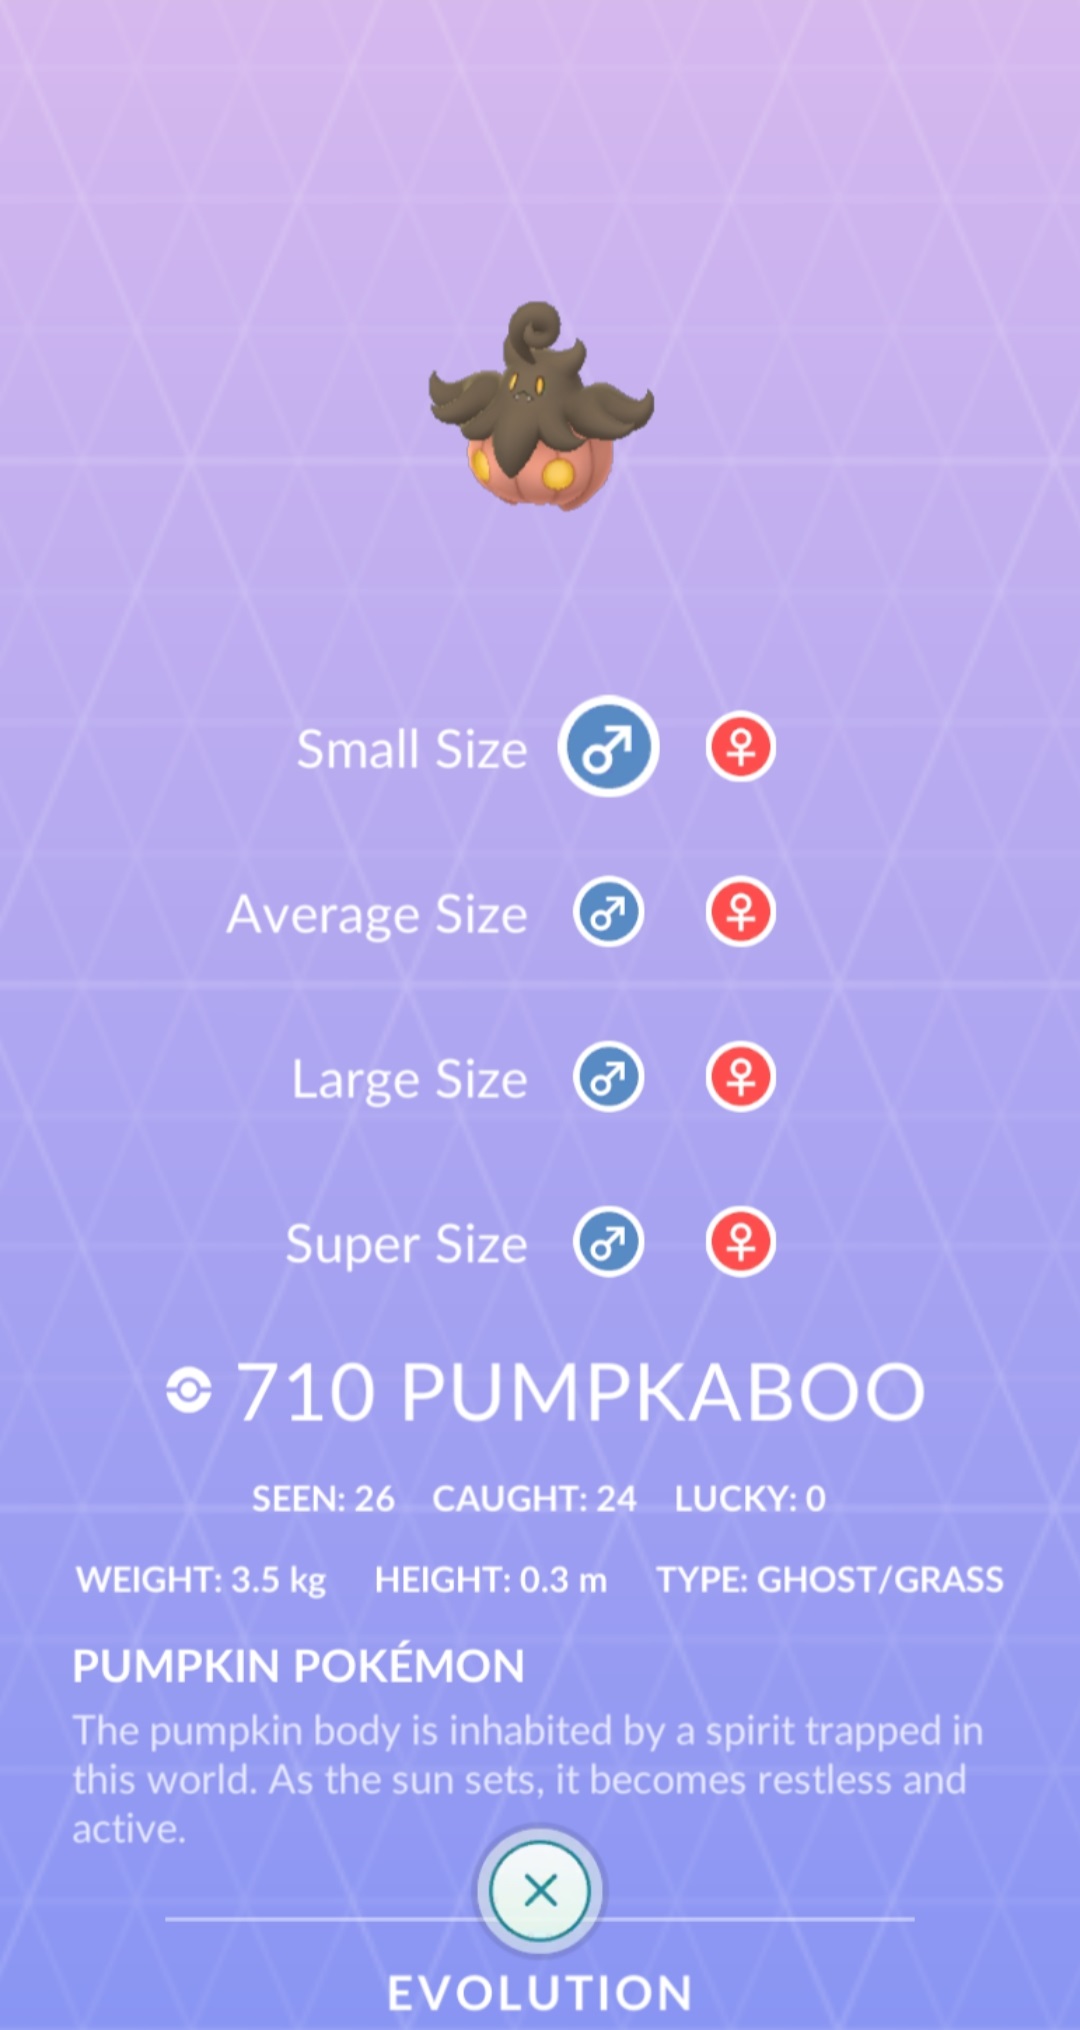 Small Size
Average Size
Large Size
Super Size
710 PUMPKABOO
SEEN: 26 CAUGHT: 24 LUCKY: 0
WEIGHT: 3.5 kg HEIGHT: 0.3 m TYPE: GHOST/GRASS
PUMPKIN POKÉMON
The pumpkin body is inhabited by a spirit trapped in
this world. As the sun sets, it becomes restless and
active.
EVOLUTION